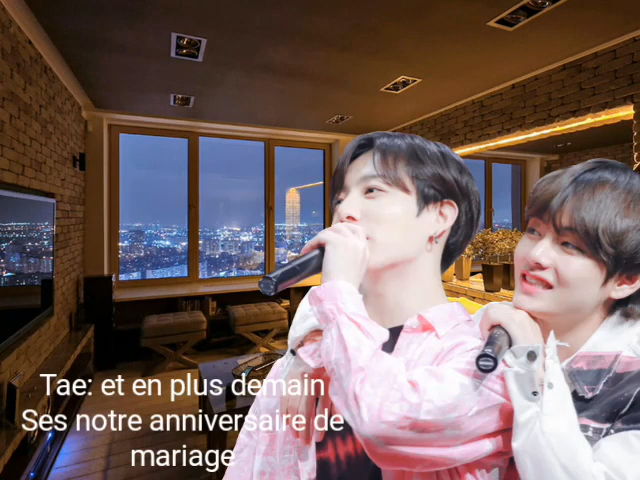 Tae: et en plus demain
Ses notre anniversaire de
mariage